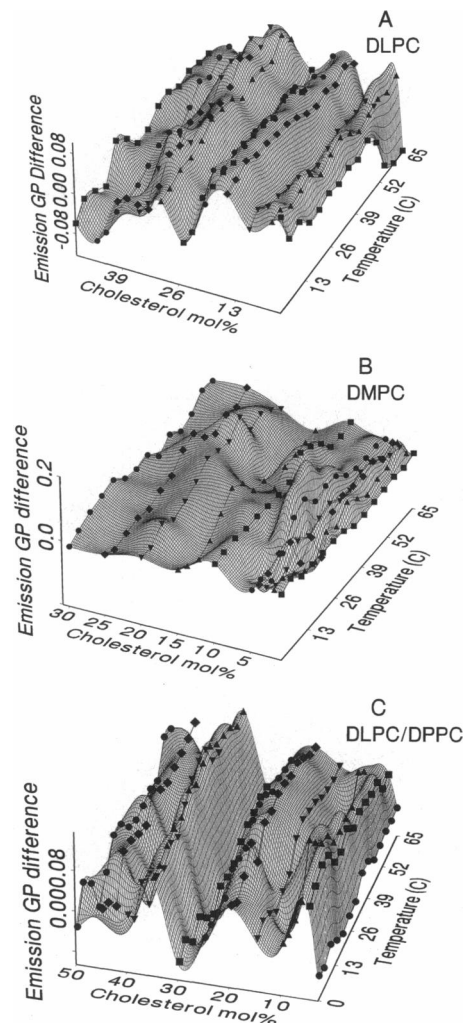 A
DLPC
Emission GP Difference
-0.08 0.00 0.08
39 26 13
Cholesterol mol%
13 26 39 52 65
Temperature (C)
B
DMPC
Emission GP difference
0.0 0.2
30 25 20 15 10 5
Cholesterol mol%
13 26 39 52 65
Temperature (C)
C
DLPC/DPPC
Emission GP difference
0.00 0.08
50 40 30 20 10
Cholesterol mol%
0 13 26 39 52 65
Temperature (C)